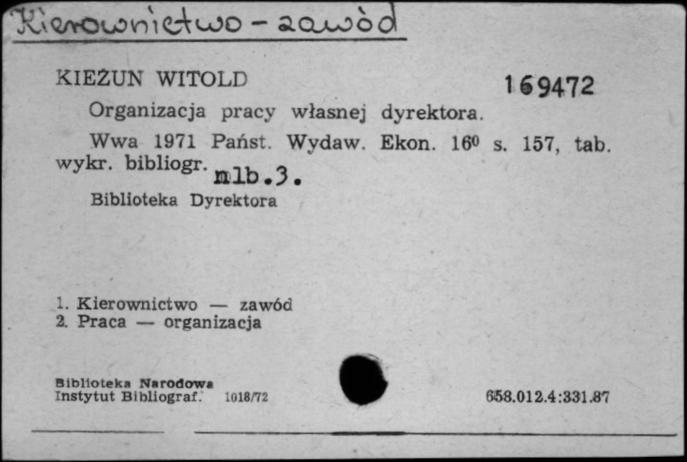 Kierownictwo - zawód
KIEŻUN WITOLD 169472
Organizacja pracy własnej dyrektora.
Wwa 1971 Państ. Wydaw. Ekon. 16⁰ s. 157, tab.
wykr. bibliogr. nlb.3.
Biblioteka Dyrektora
1. Kierownictwo — zawód
2. Praca — organizacja
Biblioteka Narodowa
Instytut Bibliograf. 1018/72 658.012.4:331.87